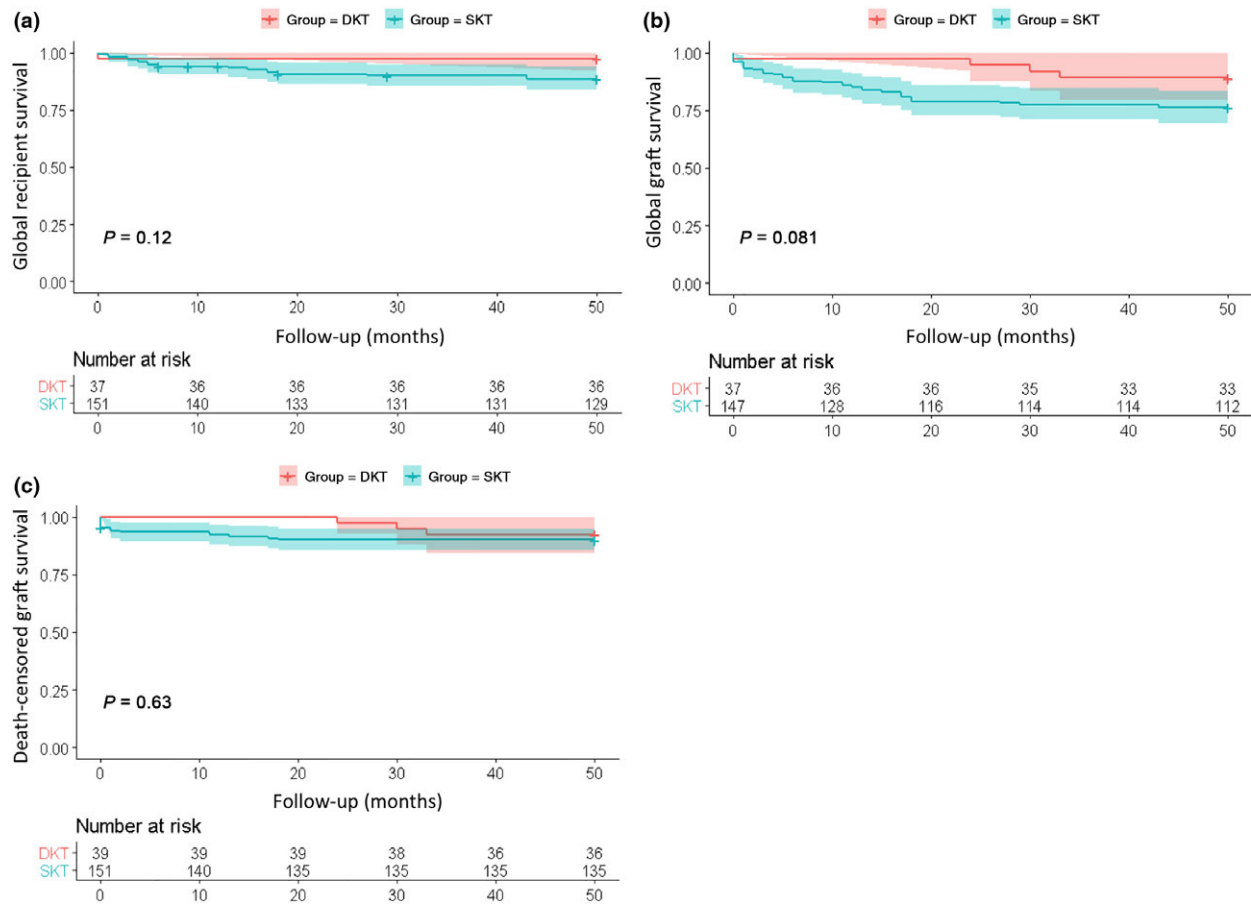 (a)
Group = DKT Group = SKT
Global recipient survival
1.00
0.75
0.50
0.25
0.00
P = 0.12
0 10 20 30 40 50
Follow-up (months)
Number at risk
DKT 37 36 36 36 36 36
SKT 151 140 133 131 131 129
0 10 20 30 40 50
(b)
Group = DKT Group = SKT
Global graft survival
1.00
0.75
0.50
0.25
0.00
P = 0.081
0 10 20 30 40 50
Follow-up (months)
Number at risk
DKT 37 36 36 35 33 33
SKT 147 128 116 114 114 112
0 10 20 30 40 50
(c)
Group = DKT Group = SKT
Death-censored graft survival
1.00
0.75
0.50
0.25
0.00
P = 0.63
0 10 20 30 40 50
Follow-up (months)
Number at risk
DKT 39 39 39 38 36 36
SKT 151 140 135 135 135 135
0 10 20 30 40 50